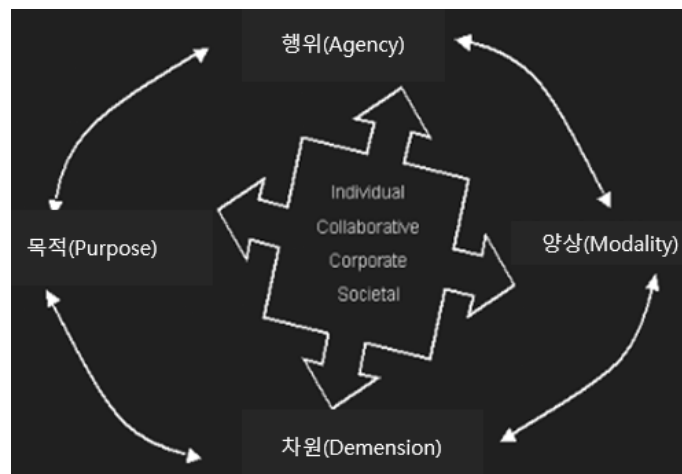 행위(Agency)
목적(Purpose)
Individual
Collaborative
Corporate
Societal
양상(Modality)
차원(Demension)